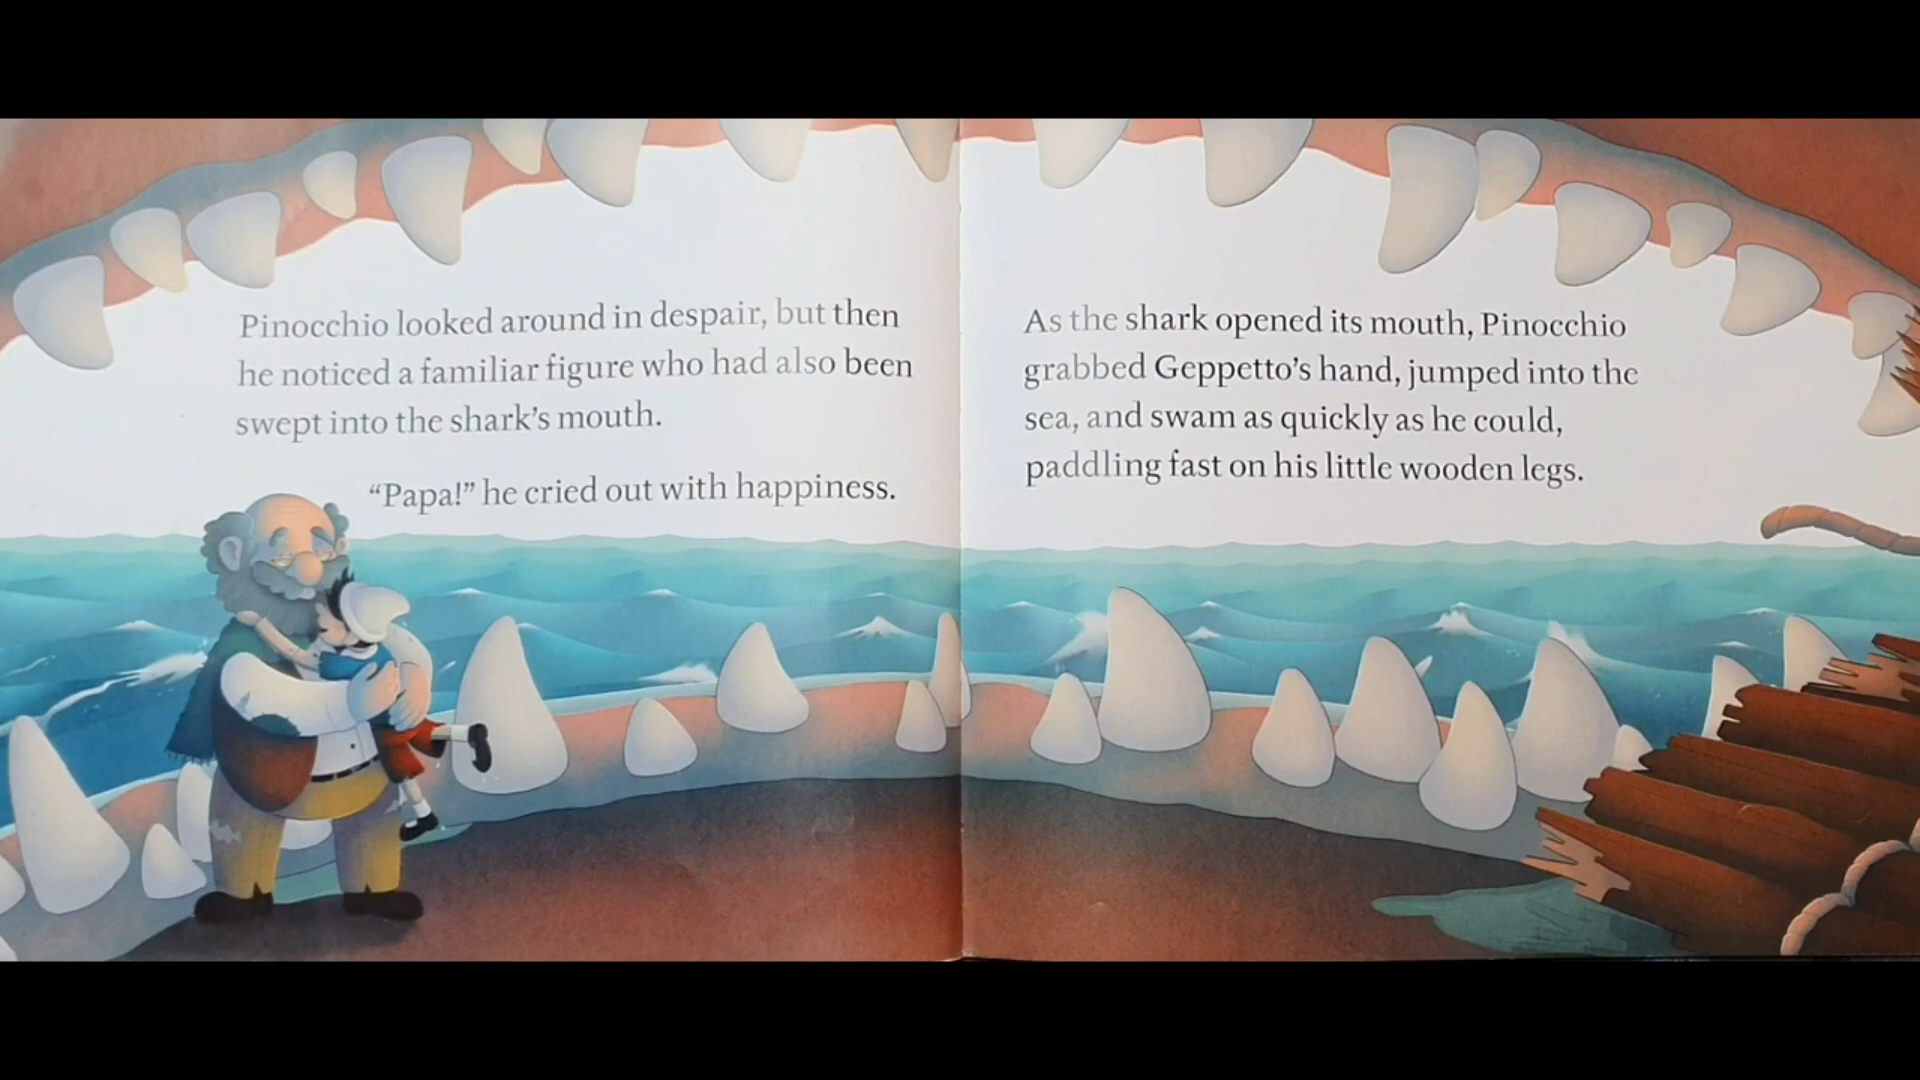 Pinocchio looked around in despair, but then
he noticed a familiar figure who had also been
swept into the shark's mouth.
“Papa!” he cried out with happiness.
As the shark opened its mouth, Pinocchio
grabbed Geppetto's hand, jumped into the
sea, and swam as quickly as he could,
paddling fast on his little wooden legs.